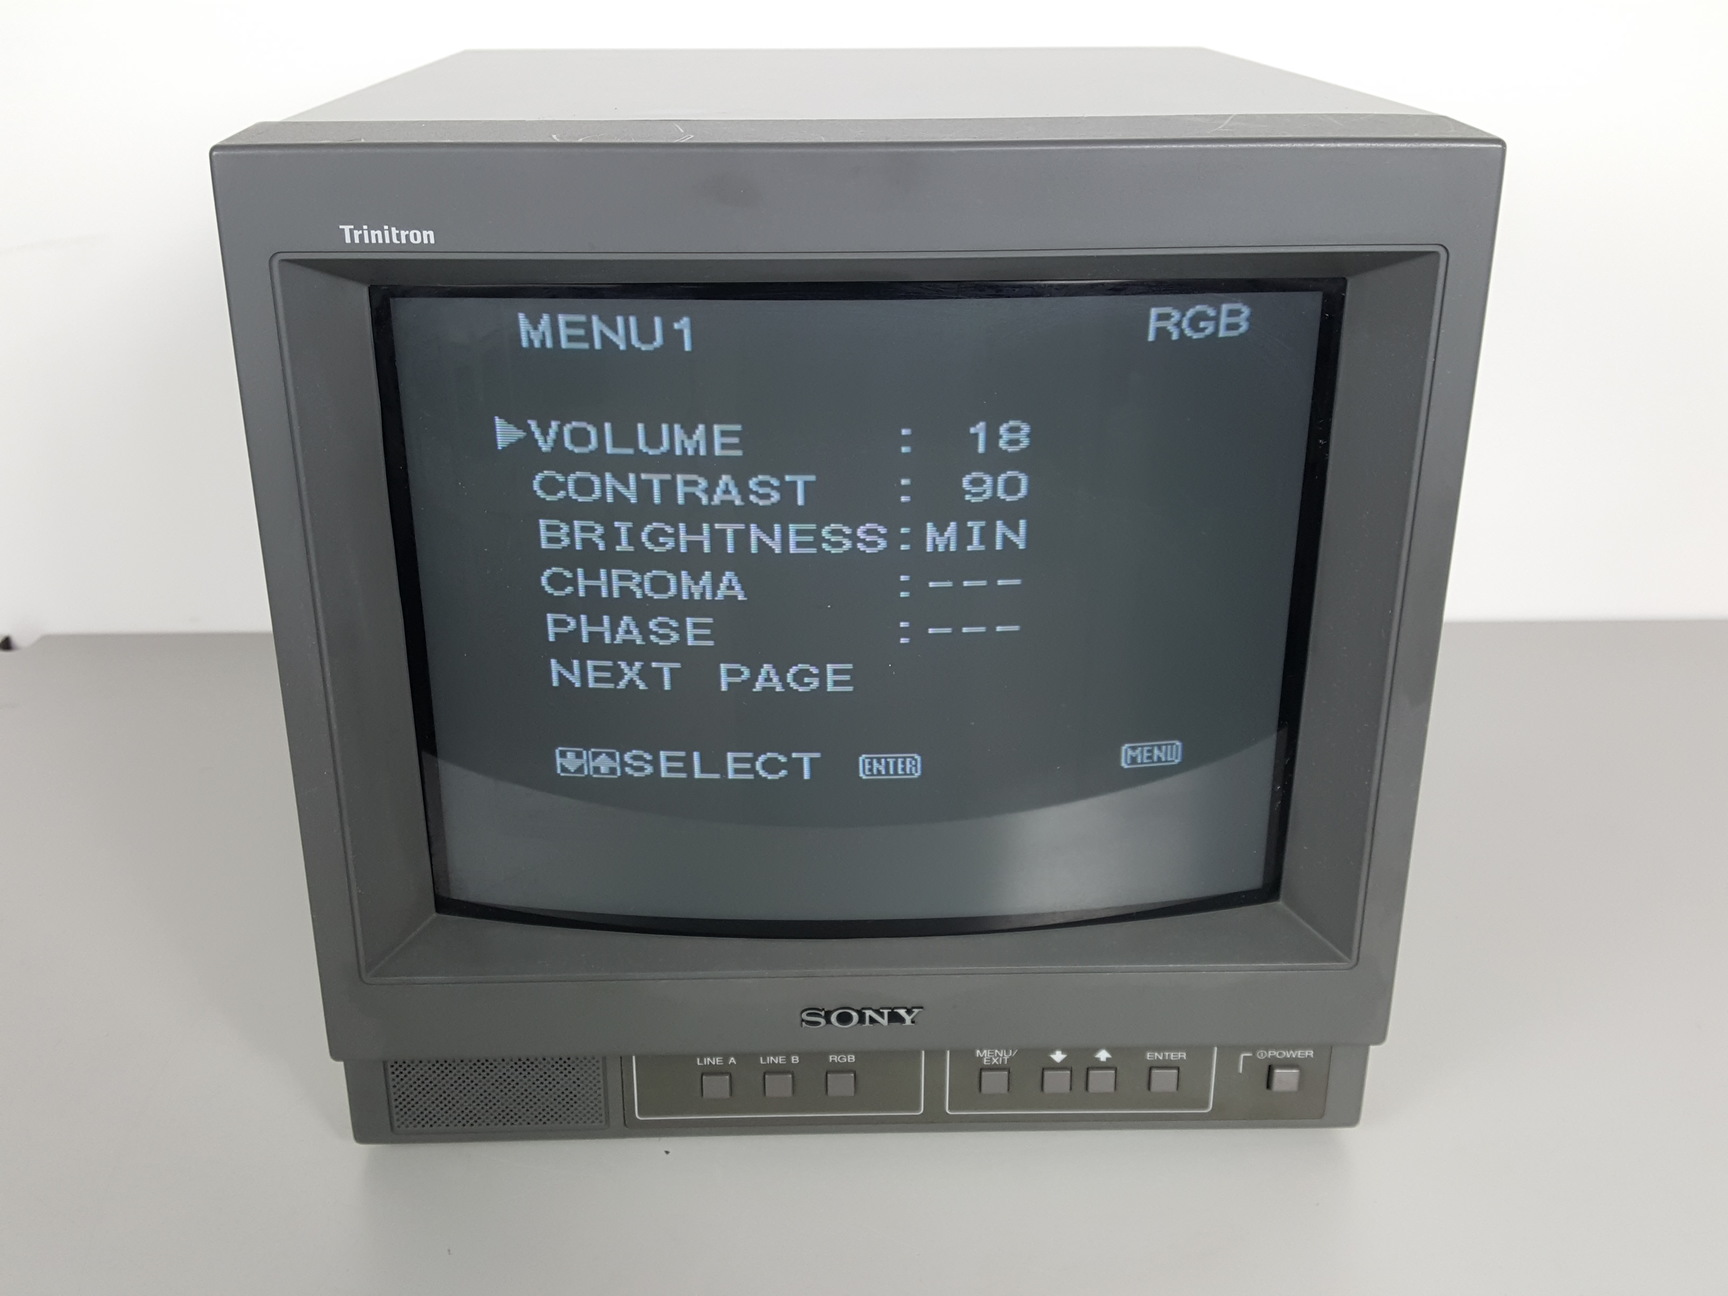 Trinitron
MENU1 RGB
▶VOLUME : 18
CONTRAST : 90
BRIGHTNESS:MIN
CHROMA :---
PHASE :---
NEXT PAGE
⬇⬆SELECT ENTER MENU
SONY
LINE A LINE B RGB MENU/ ⬇ ⬆ ENTER POWER
EXIT